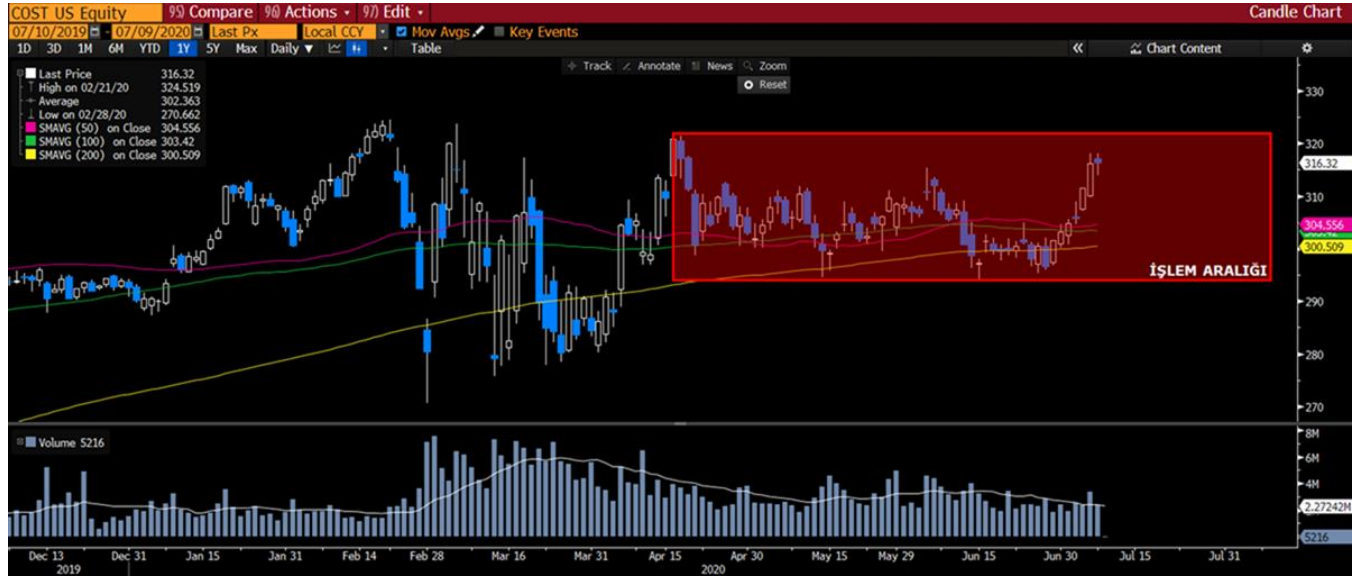 COST US Equity 95) Compare 96) Actions 97) Edit Candle Chart
07/10/2019 - 07/09/2020 Last Px Local CCY Mov Avgs Key Events
1D 3D 1M 6M YTD 1Y 5Y Max Daily ▼ Table « Chart Content
Track Annotate News Zoom
Reset
Last Price 316.32
High on 02/21/20 324.519
Average 302.363
Low on 02/28/20 270.662
SMAVG (50) on Close 304.556
SMAVG (100) on Close 303.42
SMAVG (200) on Close 300.509
330
320
316.32
310
304.556
300.509
290
280
270
İŞLEM ARALIĞI
Volume 5216
8M
6M
4M
2.27242M
5216
Dec 13 Dec 31 Jan 15 Jan 31 Feb 14 Feb 28 Mar 16 Mar 31 Apr 15 Apr 30 May 15 May 29 Jun 15 Jun 30 Jul 15 Jul 31
2019 2020